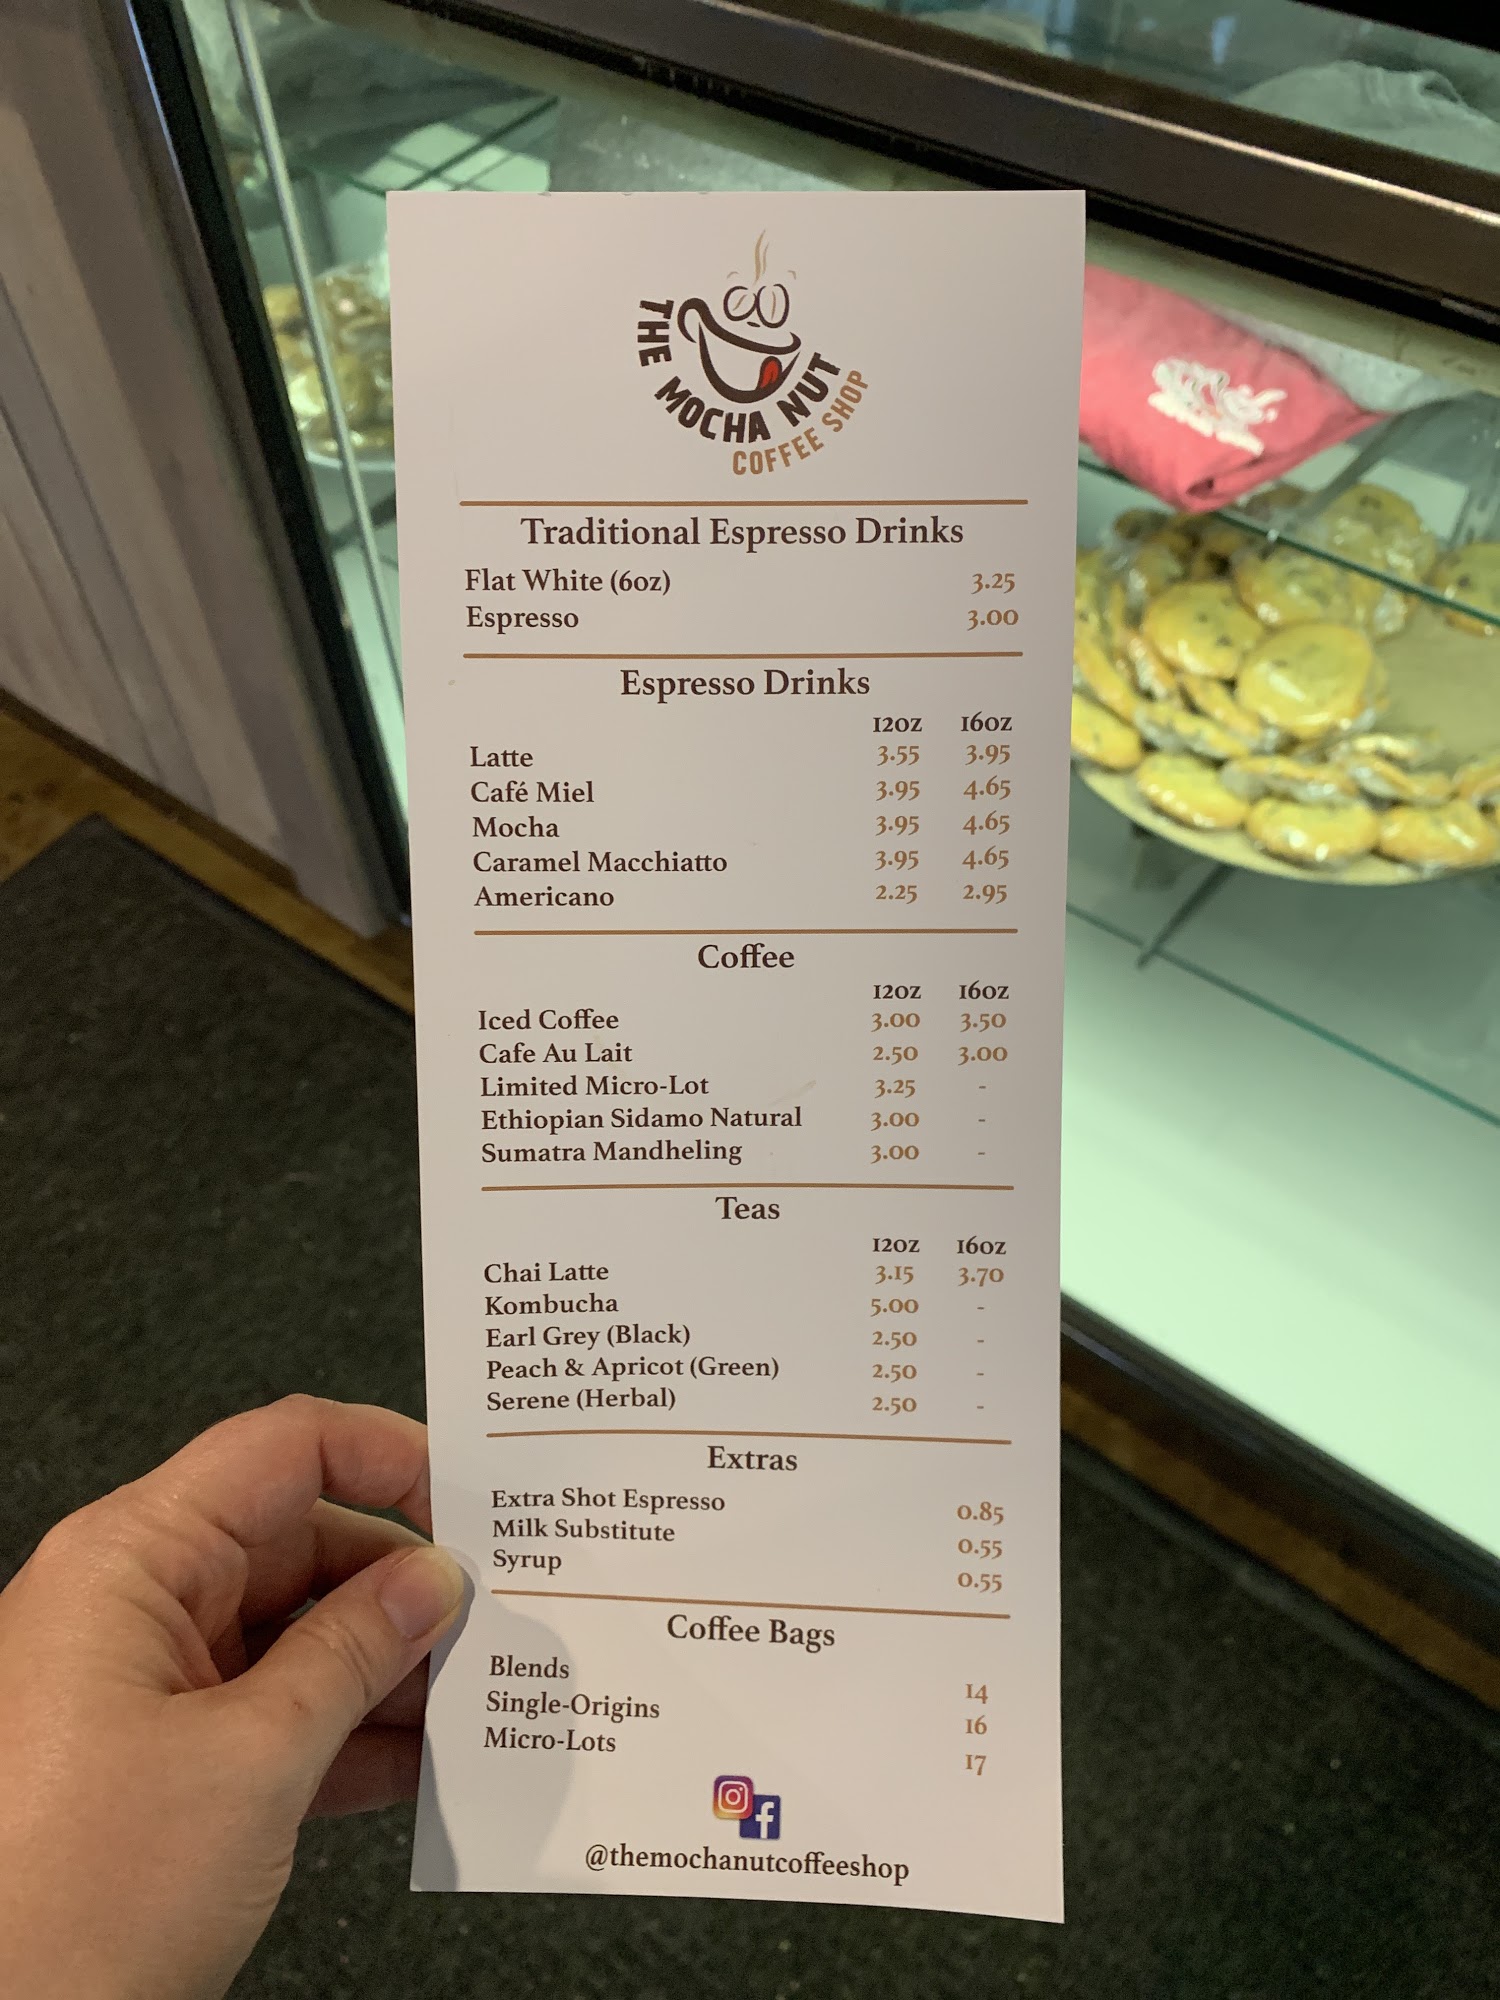 THE MOCHA NUT
COFFEE SHOP
Traditional Espresso Drinks
Flat White (6oz) 3.25
Espresso 3.00
Espresso Drinks
12OZ 16OZ
Latte 3.55 3.95
Café Miel 3.95 4.65
Mocha 3.95 4.65
Caramel Macchiatto 3.95 4.65
Americano 2.25 2.95
Coffee
12OZ 16OZ
Iced Coffee 3.00 3.50
Cafe Au Lait 2.50 3.00
Limited Micro-Lot 3.25 -
Ethiopian Sidamo Natural 3.00 -
Sumatra Mandheling 3.00 -
Teas
12OZ 16OZ
Chai Latte 3.15 3.70
Kombucha 5.00 -
Earl Grey (Black) 2.50 -
Peach & Apricot (Green) 2.50 -
Serene (Herbal) 2.50 -
Extras
Extra Shot Espresso 0.85
Milk Substitute 0.55
Syrup 0.55
Coffee Bags
Blends 14
Single-Origins 16
Micro-Lots 17
@themochanutcoffeeshop